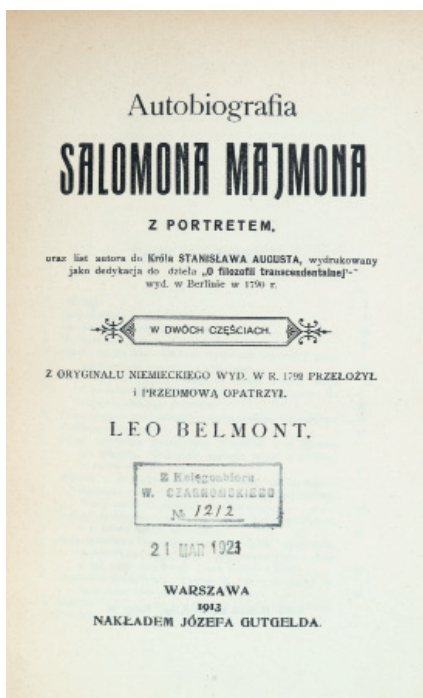 Autobiografia
SALOMONA MAJMONA
Z PORTRETEM,
oraz list autora do Króla STANISŁAWA AUGUSTA, wydrukowany
jako dedykacja do dzieła „O filozofii transcendentalnej"
wyd. w Berlinie w 1790 r.
W DWÓCH CZĘŚCIACH.
Z ORYGINAŁU NIEMIECKIEGO WYD. W R. 1792 PRZEŁOŻYŁ
i PRZEDMOWĄ OPATRZYŁ
LEO BELMONT.
Z Księgozbioru
W.
№ 1212
21 MAR 1921
WARSZAWA
1913
NAKŁADEM JÓZEFA GUTGELDA.